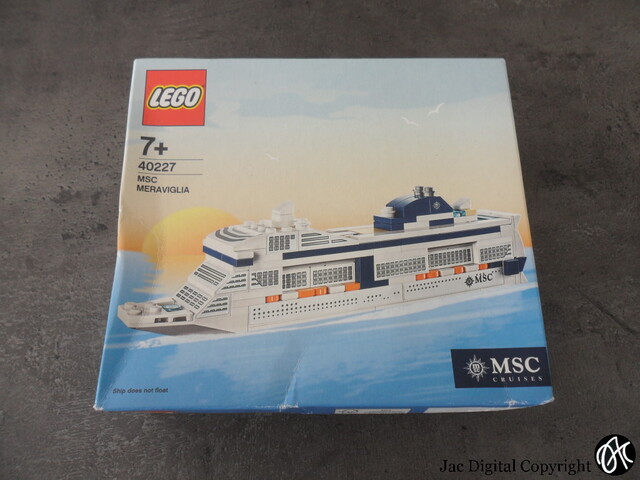 LEGO
7+
40227
MSC
MERAVIGLIA
MSC
MSC
CRUISES
Ship does not float
Jac Digital Copyright